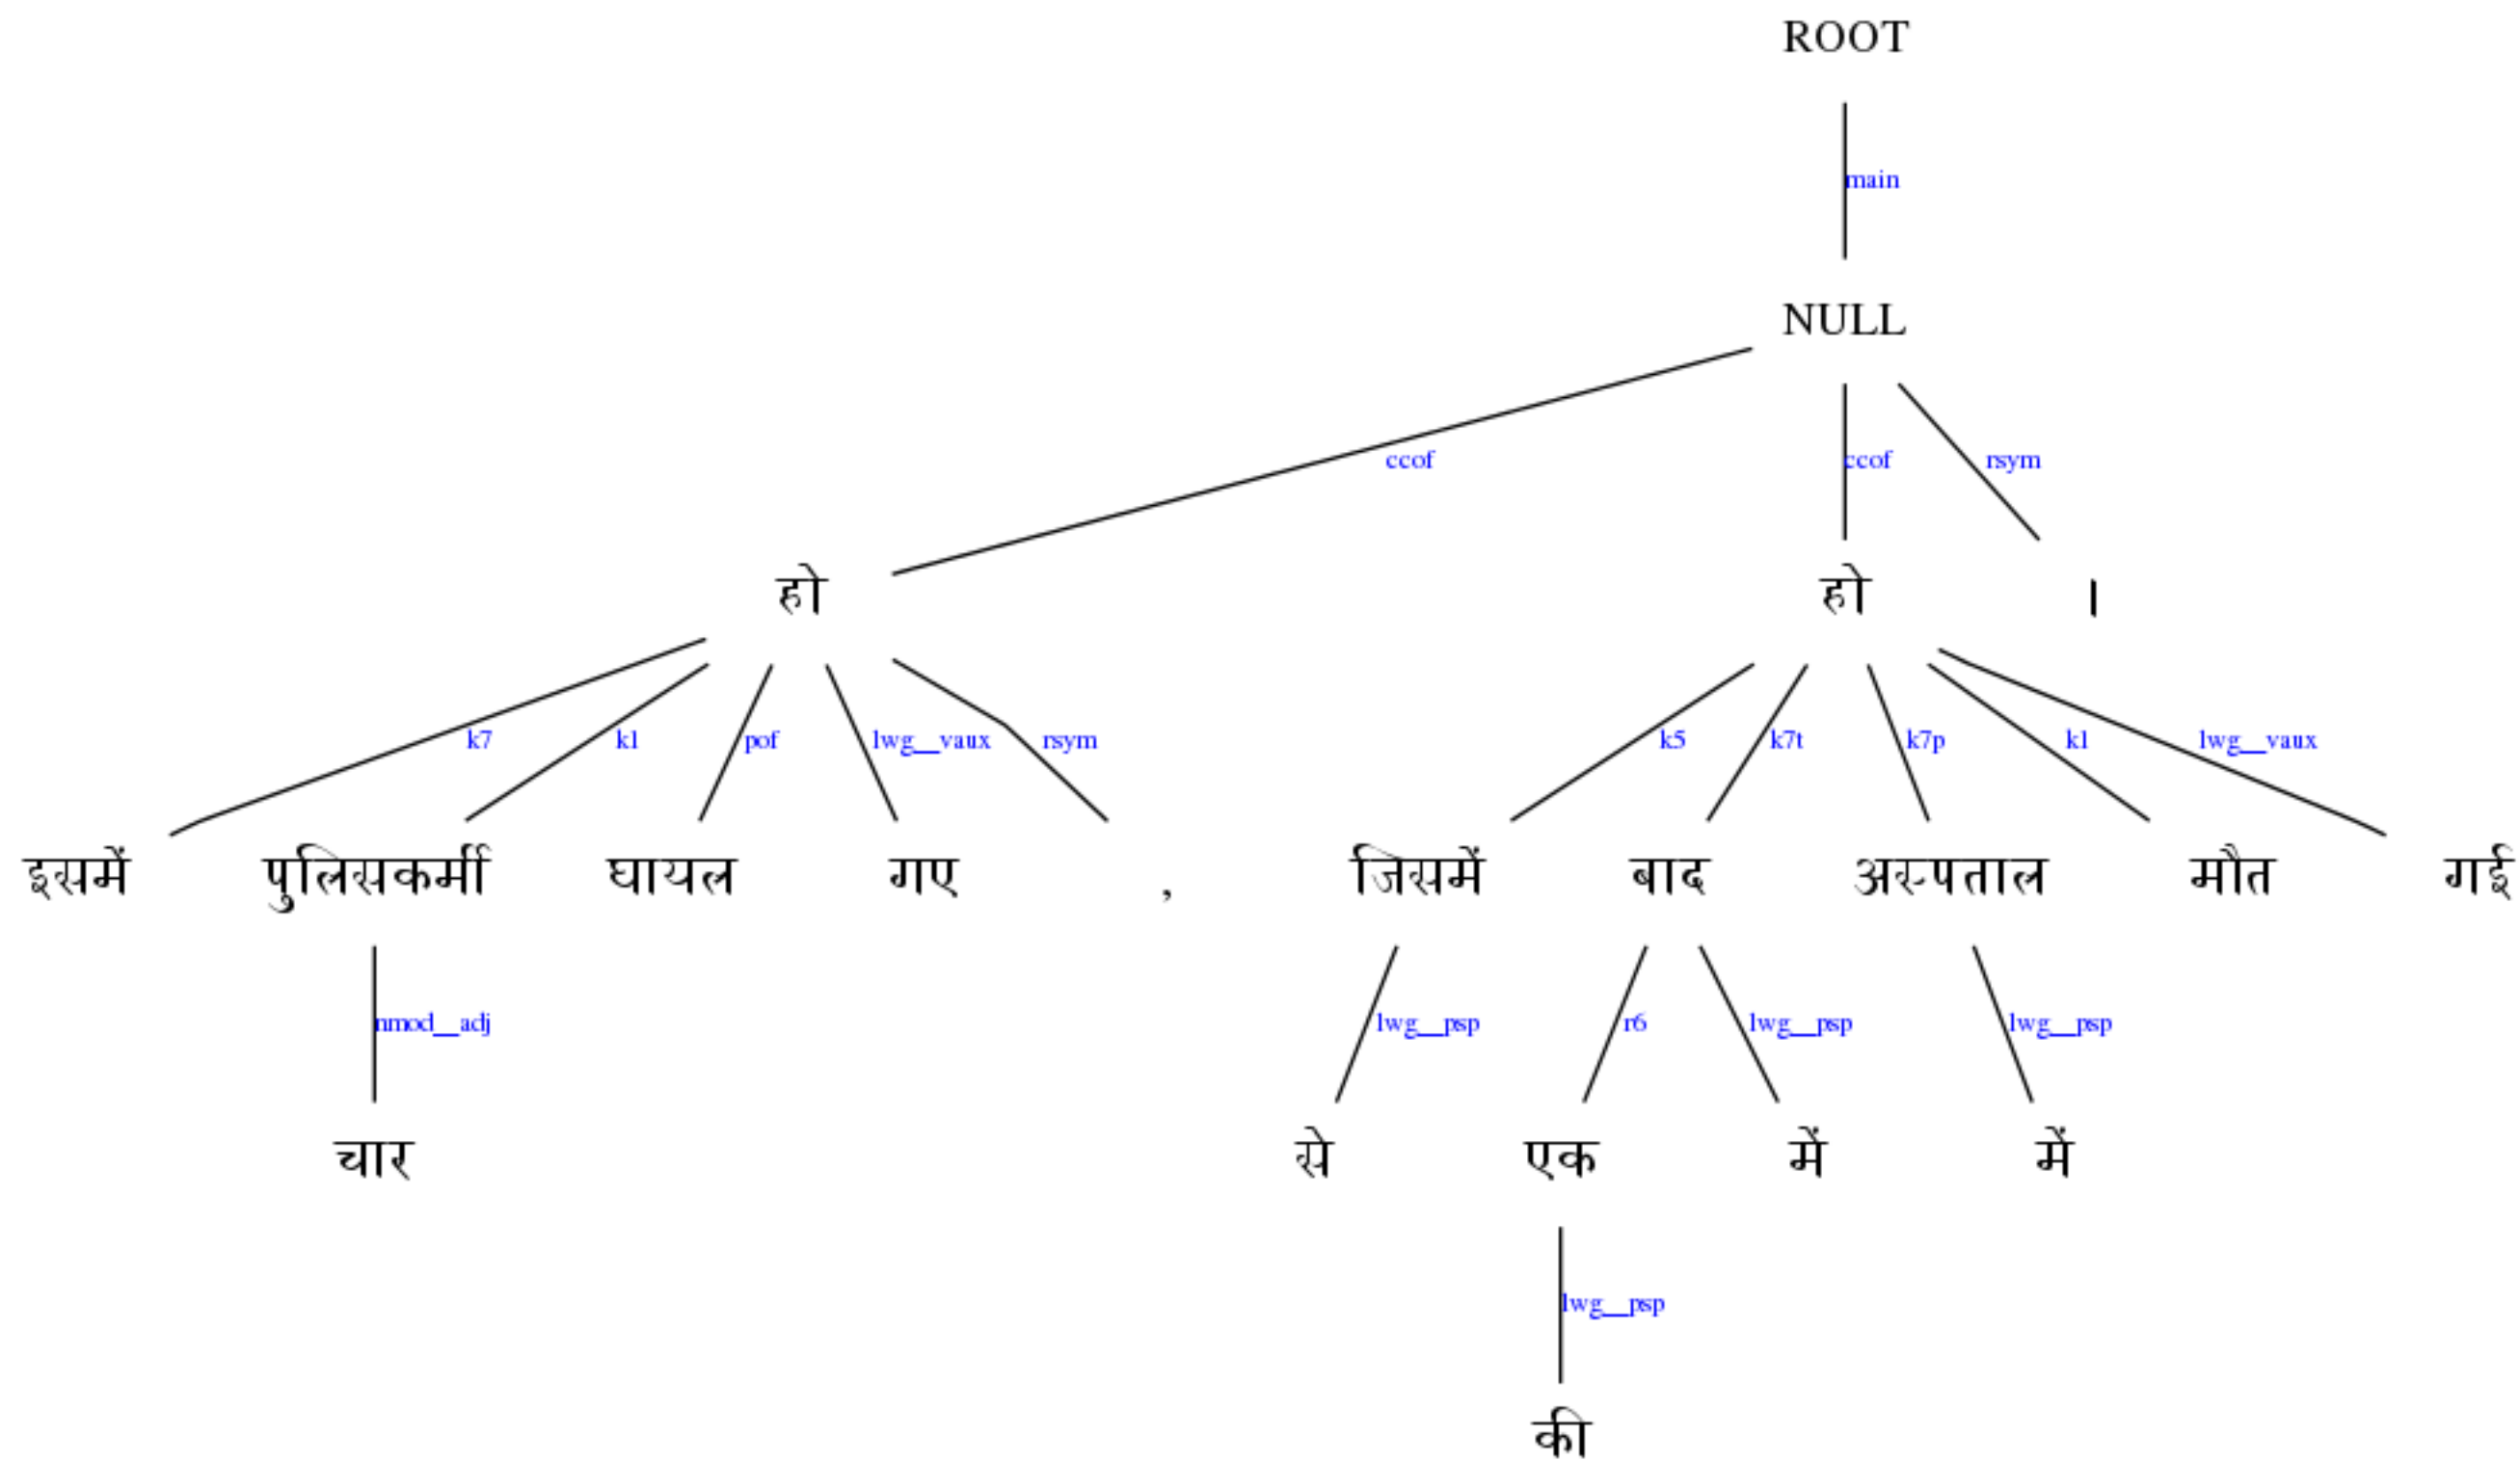 ROOT
main
NULL
ccof ccof rsym
हो हो ।
k7 k1 pof lwg__vaux rsym k5 k7t k7p k1 lwg__vaux
इसमें पुलिसकर्मी घायल गए , जिसमें बाद अस्पताल मौत गई
nmod__adj lwg__psp r6 lwg__psp lwg__psp
चार से एक में में
lwg__psp
की